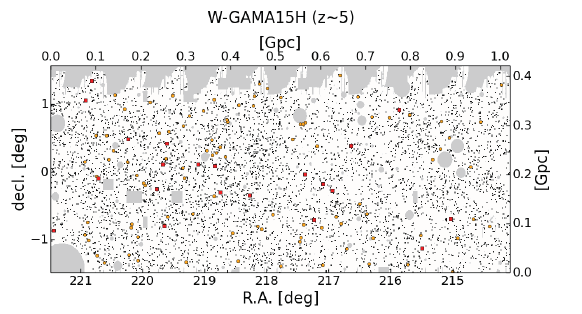 W-GAMA15H (z~5)
[Gpc]
0.0 0.1 0.2 0.3 0.4 0.5 0.6 0.7 0.8 0.9 1.0
1
0
−1
decl. [deg]
0.4
0.3
0.2
0.1
0.0
[Gpc]
221 220 219 218 217 216 215
R.A. [deg]